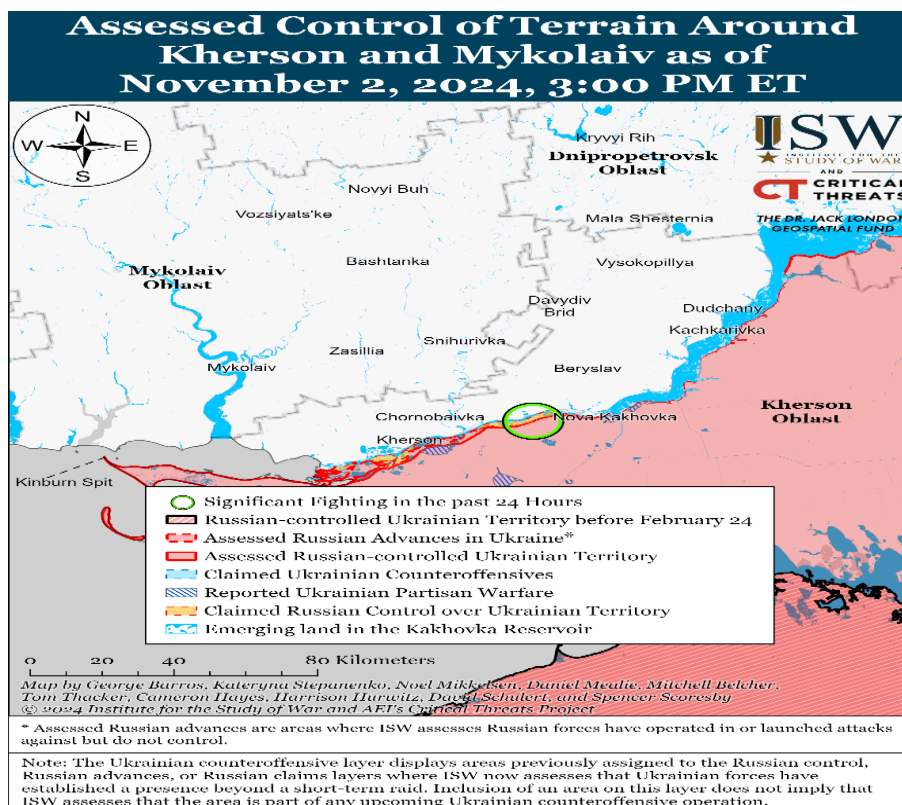 Assessed Control of Terrain Around
Kherson and Mykolaiv as of
November 2, 2024, 3:00 PM ET
N
W E
S
Kryvyi Rih
Dnipropetrovsk
Oblast
ISW
INSTITUTE FOR THE
STUDY OF WAR
AND
CT CRITICAL
THREATS
THE DR. JACK LONDON
GEOSPATIAL FUND
Novyi Buh
Vozsiyats'ke
Mala Shesternia
Bashtanka
Vysokopillya
Mykolaiv
Oblast
Davydiv
Brid
Dudchany
Kachkarivka
Snihurivka
Zasillia
Mykolaiv
Beryslav
Kherson
Oblast
Chornobaivka
Nova Kakhovka
Kherson
Kinburn Spit
Significant Fighting in the past 24 Hours
Russian-controlled Ukrainian Territory before February 24
Assessed Russian Advances in Ukraine*
Assessed Russian-controlled Ukrainian Territory
Claimed Ukrainian Counteroffensives
Reported Ukrainian Partisan Warfare
Claimed Russian Control over Ukrainian Territory
Emerging land in the Kakhovka Reservoir
0 20 40 80 Kilometers
Map by George Barros, Kateryna Stepanenko, Noel Mikkelsen, Daniel Mealie, Mitchell Belcher,
Tom Thacker, Cameron Hayes, Harrison Hurwitz, David Schulert, and Spencer Scoresby
© 2024 Institute for the Study of War and AEI's Critical Threats Project
* Assessed Russian advances are areas where ISW assesses Russian forces have operated in or launched attacks
against but do not control.
Note: The Ukrainian counteroffensive layer displays areas previously assigned to the Russian control,
Russian advances, or Russian claims layers where ISW now assesses that Ukrainian forces have
established a presence beyond a short-term raid. Inclusion of an area on this layer does not imply that
ISW assesses that the area is part of any upcoming Ukrainian counteroffensive operation.